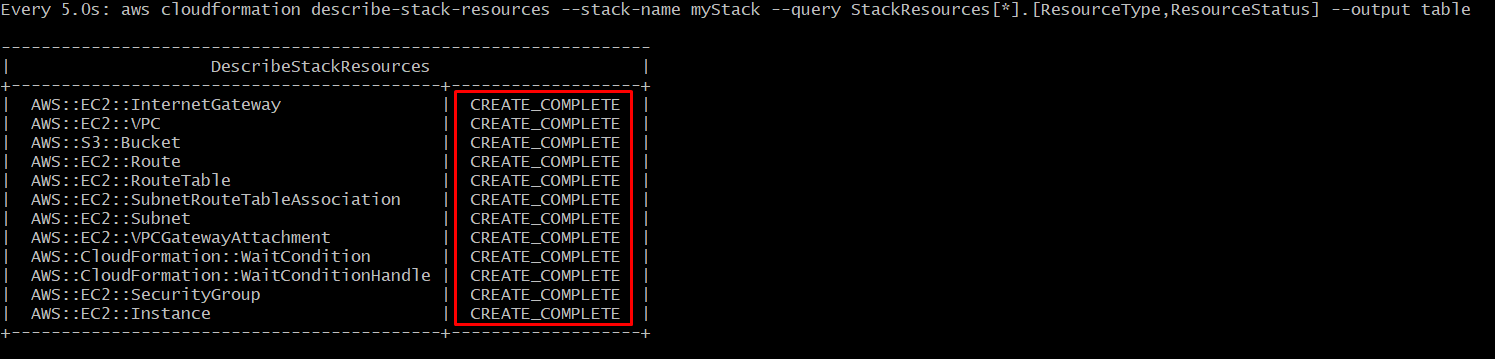 Every 5.0s: aws cloudformation describe-stack-resources --stack-name myStack --query StackResources[*].[ResourceType,ResourceStatus] --output table
-----------------------------------------------------------------
|                    DescribeStackResources                     |
+-------------------------------------------+-------------------+
|  AWS::EC2::InternetGateway                |  CREATE_COMPLETE  |
|  AWS::EC2::VPC                            |  CREATE_COMPLETE  |
|  AWS::S3::Bucket                          |  CREATE_COMPLETE  |
|  AWS::EC2::Route                          |  CREATE_COMPLETE  |
|  AWS::EC2::RouteTable                     |  CREATE_COMPLETE  |
|  AWS::EC2::SubnetRouteTableAssociation    |  CREATE_COMPLETE  |
|  AWS::EC2::Subnet                         |  CREATE_COMPLETE  |
|  AWS::EC2::VPCGatewayAttachment           |  CREATE_COMPLETE  |
|  AWS::CloudFormation::WaitCondition       |  CREATE_COMPLETE  |
|  AWS::CloudFormation::WaitConditionHandle |  CREATE_COMPLETE  |
|  AWS::EC2::SecurityGroup                  |  CREATE_COMPLETE  |
|  AWS::EC2::Instance                       |  CREATE_COMPLETE  |
+-------------------------------------------+-------------------+